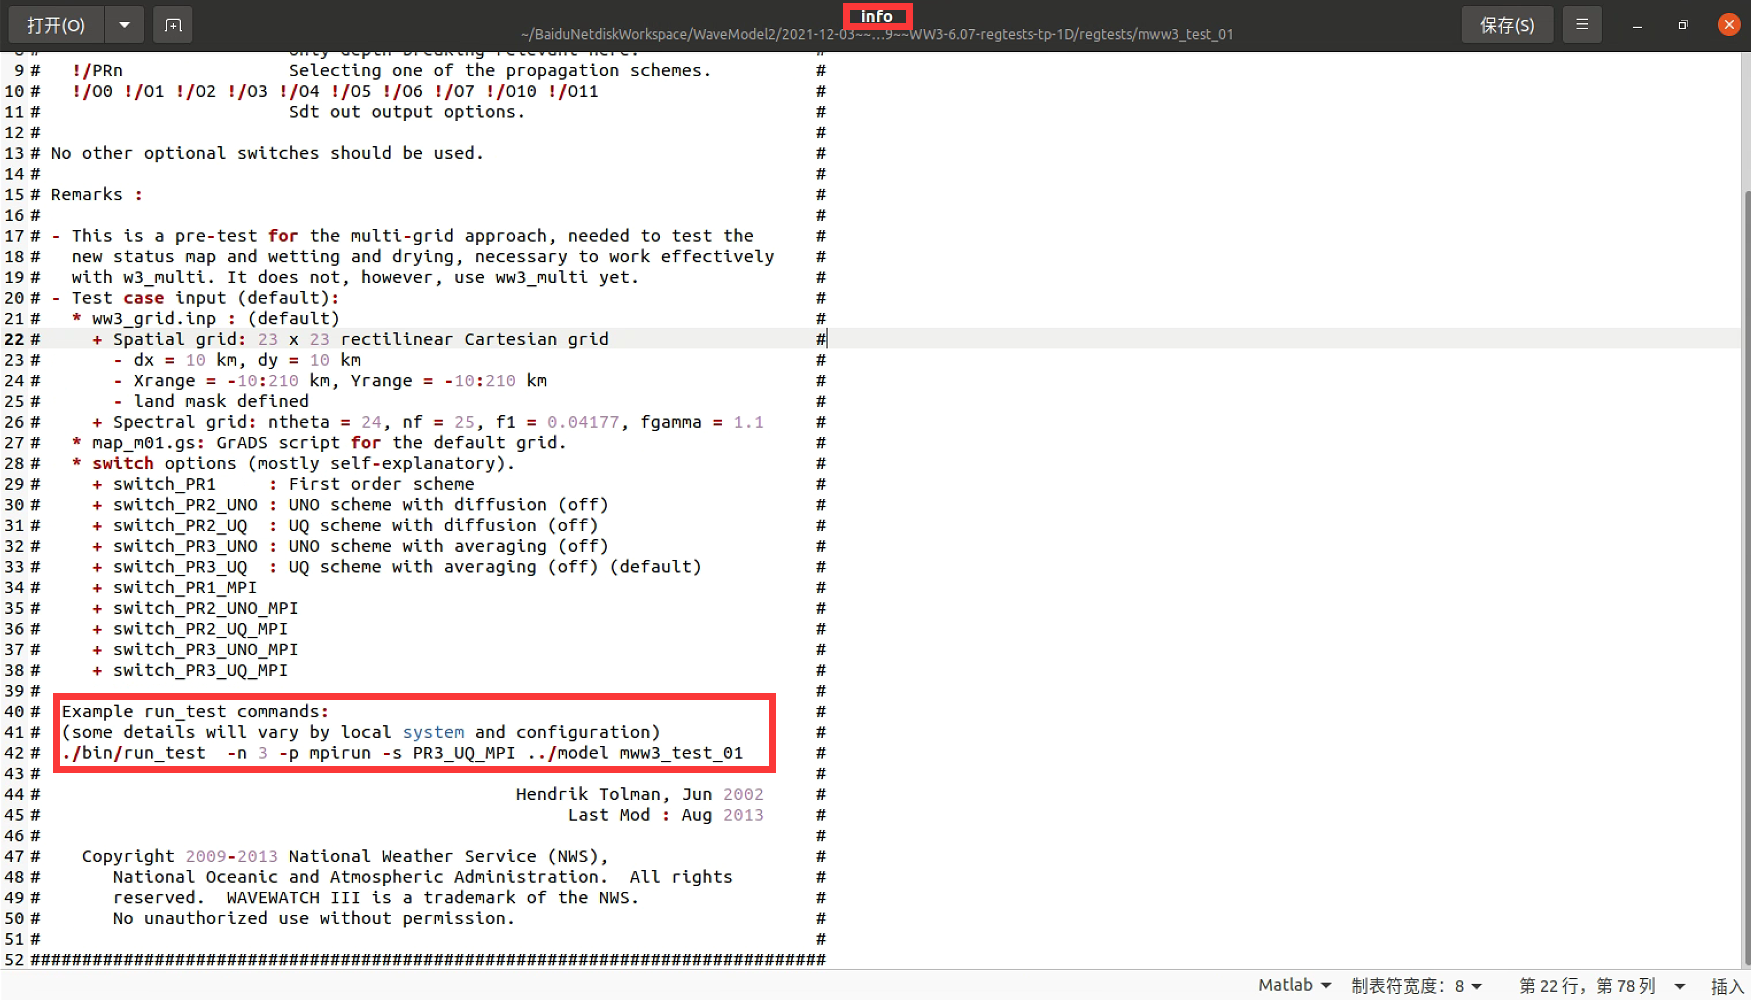 打开(O)
info
~/BaiduNetdiskWorkspace/WaveModel2/2021-12-03~~...9~~WW3-6.07-regtests-tp-1D/regtests/mww3_test_01
保存(S)
9 # !/PRn Selecting one of the propagation schemes. #
10 # !/O0 !/O1 !/O2 !/O3 !/O4 !/O5 !/O6 !/O7 !/O10 !/O11 #
11 # Sdt out output options. #
12 # #
13 # No other optional switches should be used. #
14 # #
15 # Remarks : #
16 # #
17 # - This is a pre-test for the multi-grid approach, needed to test the #
18 # new status map and wetting and drying, necessary to work effectively #
19 # with w3_multi. It does not, however, use ww3_multi yet. #
20 # - Test case input (default): #
21 # * ww3_grid.inp : (default) #
22 # + Spatial grid: 23 x 23 rectilinear Cartesian grid #
23 # - dx = 10 km, dy = 10 km #
24 # - Xrange = -10:210 km, Yrange = -10:210 km #
25 # - land mask defined #
26 # + Spectral grid: ntheta = 24, nf = 25, f1 = 0.04177, fgamma = 1.1 #
27 # * map_m01.gs: GrADS script for the default grid. #
28 # * switch options (mostly self-explanatory). #
29 # + switch_PR1 : First order scheme #
30 # + switch_PR2_UNO : UNO scheme with diffusion (off) #
31 # + switch_PR2_UQ : UQ scheme with diffusion (off) #
32 # + switch_PR3_UNO : UNO scheme with averaging (off) #
33 # + switch_PR3_UQ : UQ scheme with averaging (off) (default) #
34 # + switch_PR1_MPI #
35 # + switch_PR2_UNO_MPI #
36 # + switch_PR2_UQ_MPI #
37 # + switch_PR3_UNO_MPI #
38 # + switch_PR3_UQ_MPI #
39 # #
40 # Example run_test commands: #
41 # (some details will vary by local system and configuration) #
42 # ./bin/run_test -n 3 -p mpirun -s PR3_UQ_MPI ../model mww3_test_01 #
43 # #
44 # Hendrik Tolman, Jun 2002 #
45 # Last Mod : Aug 2013 #
46 # #
47 # Copyright 2009-2013 National Weather Service (NWS), #
48 # National Oceanic and Atmospheric Administration. All rights #
49 # reserved. WAVEWATCH III is a trademark of the NWS. #
50 # No unauthorized use without permission. #
51 # #
52 #############################################################################
Matlab 制表符宽度：8 第 22 行，第 78 列 插入